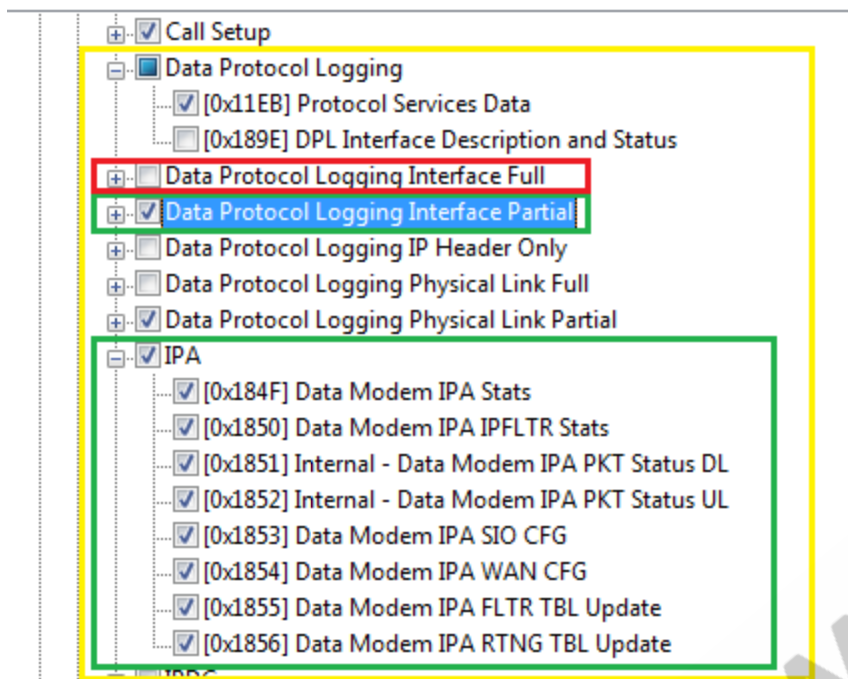 Call Setup
Data Protocol Logging
[0x11EB] Protocol Services Data
[0x189E] DPL Interface Description and Status
Data Protocol Logging Interface Full
Data Protocol Logging Interface Partial
Data Protocol Logging IP Header Only
Data Protocol Logging Physical Link Full
Data Protocol Logging Physical Link Partial
IPA
[0x184F] Data Modem IPA Stats
[0x1850] Data Modem IPA IPFLTR Stats
[0x1851] Internal - Data Modem IPA PKT Status DL
[0x1852] Internal - Data Modem IPA PKT Status UL
[0x1853] Data Modem IPA SIO CFG
[0x1854] Data Modem IPA WAN CFG
[0x1855] Data Modem IPA FLTR TBL Update
[0x1856] Data Modem IPA RTNG TBL Update